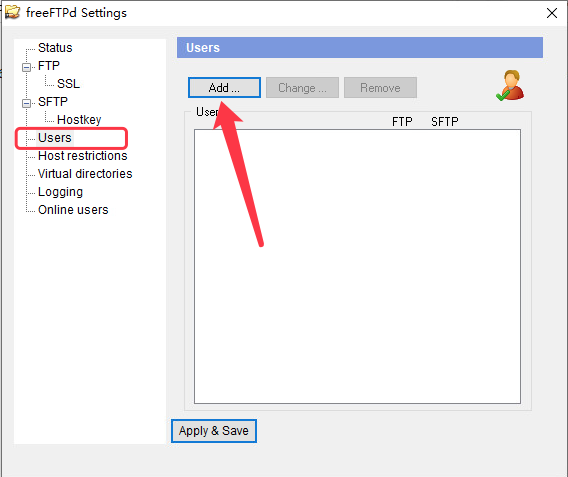 freeFTPd Settings
Status
FTP
SSL
SFTP
Hostkey
Users
Host restrictions
Virtual directories
Logging
Online users
Users
Add ...
Change ...
Remove
User
FTP SFTP
Apply & Save